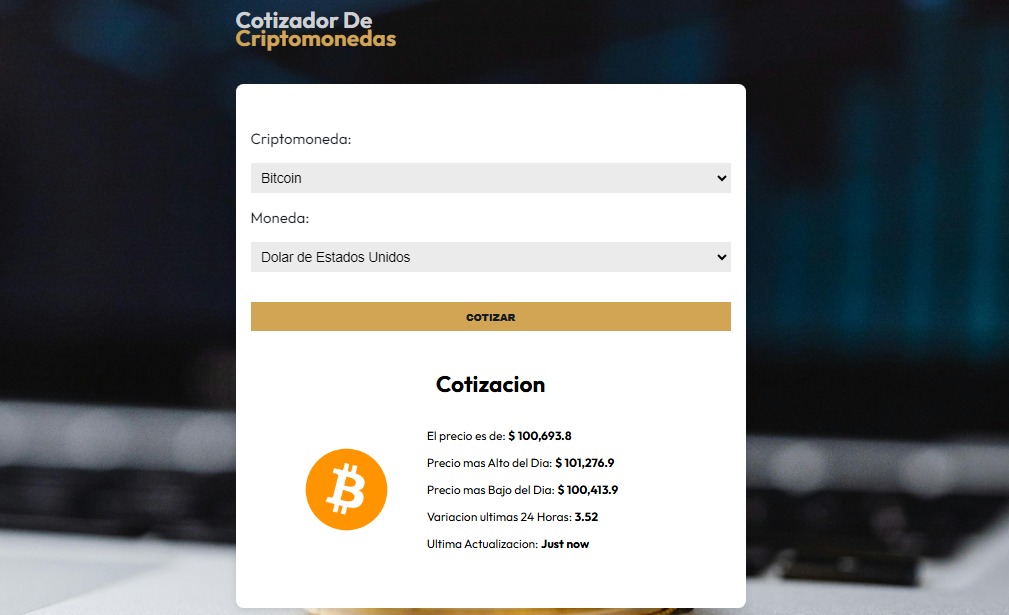 Cotizador De
Criptomonedas
Criptomoneda:
Bitcoin
Moneda:
Dolar de Estados Unidos
COTIZAR
Cotizacion
El precio es de: $ 100,693.8
Precio mas Alto del Dia: $ 101,276.9
Precio mas Bajo del Dia: $ 100,413.9
Variacion ultimas 24 Horas: 3.52
Ultima Actualizacion: Just now